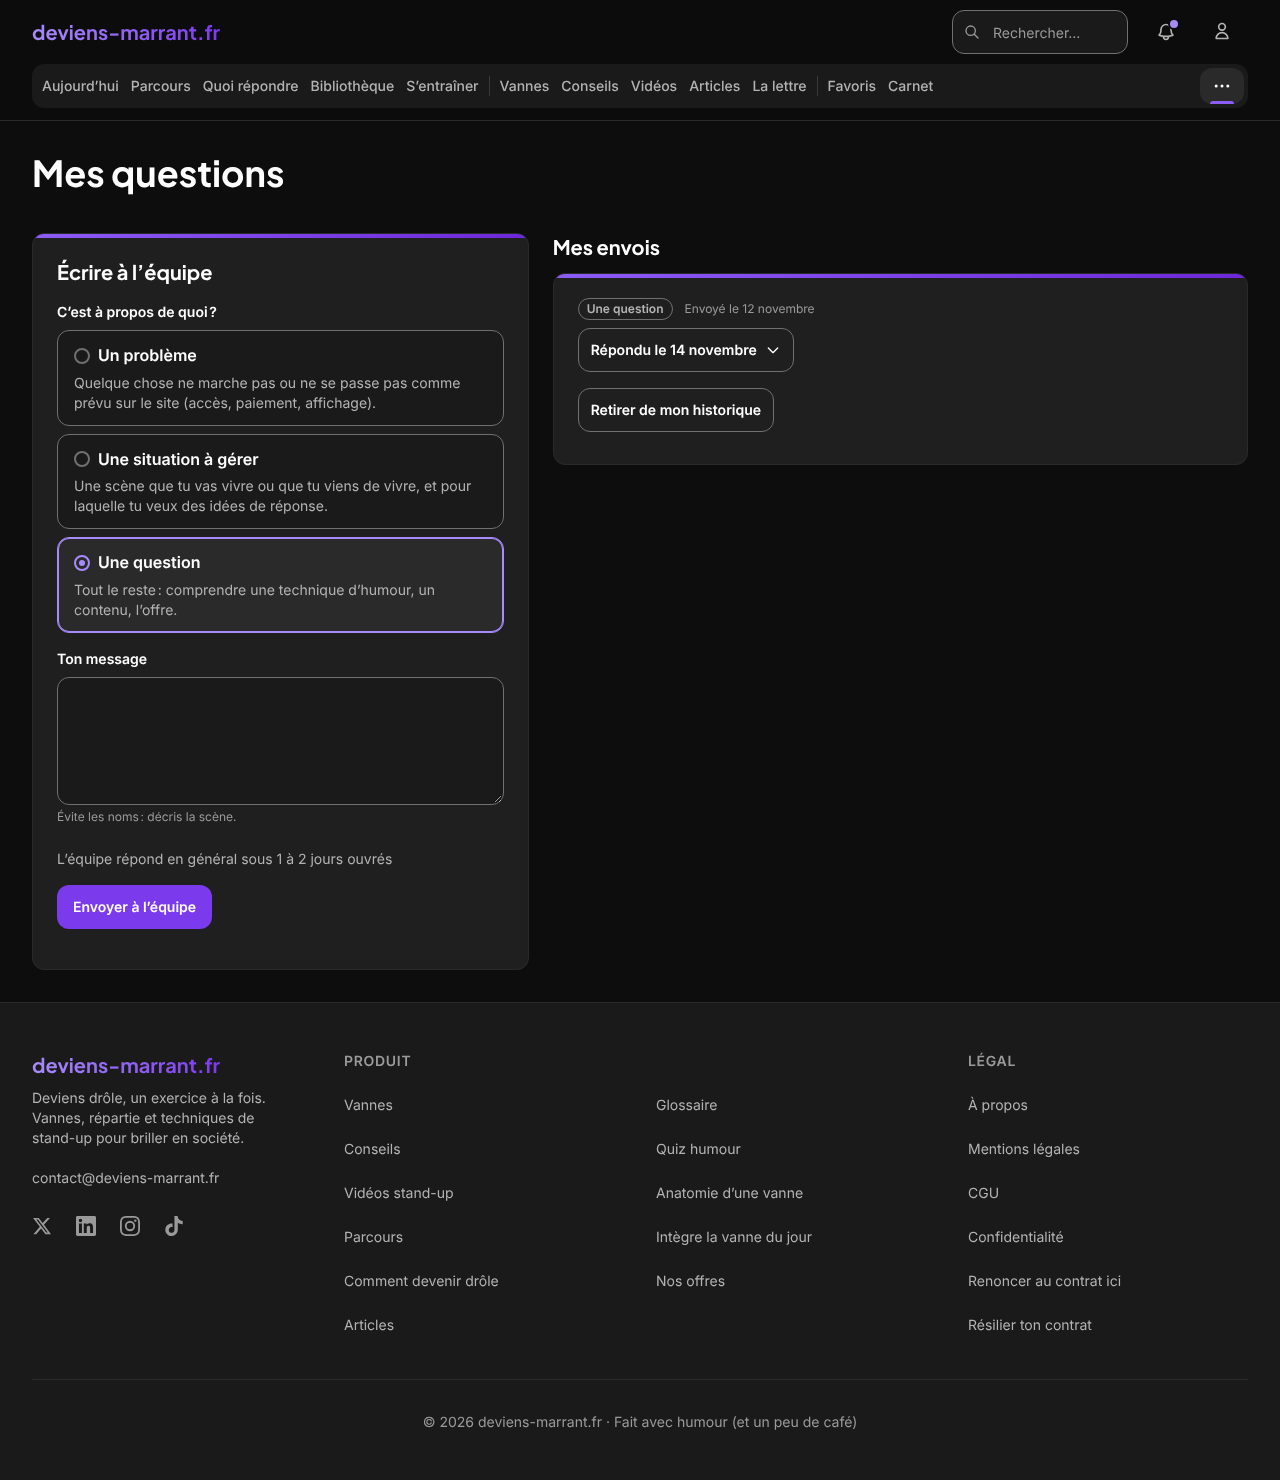 deviens-marrant.fr
Rechercher...
Aujourd’hui Parcours Quoi répondre Bibliothèque S’entraîner Vannes Conseils Vidéos Articles La lettre Favoris Carnet
Mes questions
Écrire à l’équipe
C’est à propos de quoi ?
Un problème
Quelque chose ne marche pas ou ne se passe pas comme
prévu sur le site (accès, paiement, affichage).
Une situation à gérer
Une scène que tu vas vivre ou que tu viens de vivre, et pour
laquelle tu veux des idées de réponse.
Une question
Tout le reste : comprendre une technique d’humour, un
contenu, l’offre.
Ton message
Évite les noms : décris la scène.
L’équipe répond en général sous 1 à 2 jours ouvrés
Envoyer à l’équipe
Mes envois
Une question Envoyé le 12 novembre
Répondu le 14 novembre
Retirer de mon historique
deviens-marrant.fr
Deviens drôle, un exercice à la fois.
Vannes, répartie et techniques de
stand-up pour briller en société.
contact@deviens-marrant.fr
PRODUIT
Vannes
Conseils
Vidéos stand-up
Parcours
Comment devenir drôle
Articles
Glossaire
Quiz humour
Anatomie d’une vanne
Intègre la vanne du jour
Nos offres
LÉGAL
À propos
Mentions légales
CGU
Confidentialité
Renoncer au contrat ici
Résilier ton contrat
© 2026 deviens-marrant.fr · Fait avec humour (et un peu de café)